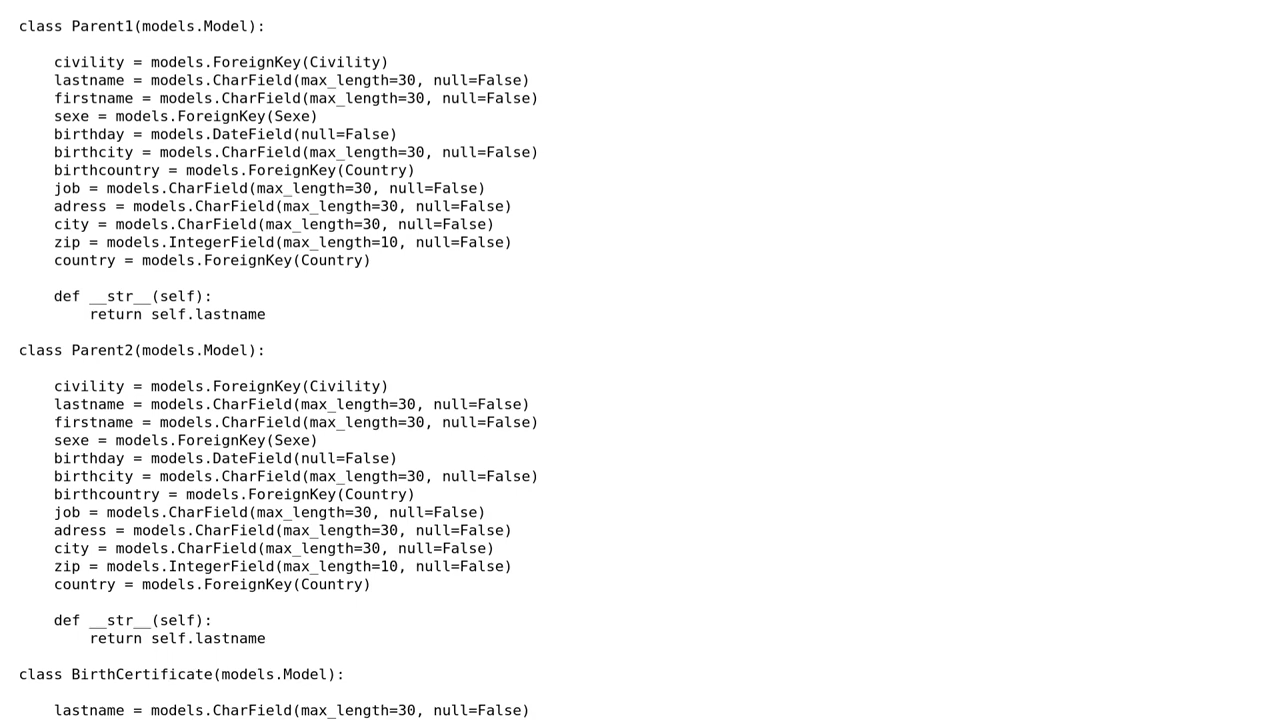 class Parent1(models.Model):

    civility = models.ForeignKey(Civility)
    lastname = models.CharField(max_length=30, null=False)
    firstname = models.CharField(max_length=30, null=False)
    sexe = models.ForeignKey(Sexe)
    birthday = models.DateField(null=False)
    birthcity = models.CharField(max_length=30, null=False)
    birthcountry = models.ForeignKey(Country)
    job = models.CharField(max_length=30, null=False)
    adress = models.CharField(max_length=30, null=False)
    city = models.CharField(max_length=30, null=False)
    zip = models.IntegerField(max_length=10, null=False)
    country = models.ForeignKey(Country)

    def __str__(self):
        return self.lastname

class Parent2(models.Model):

    civility = models.ForeignKey(Civility)
    lastname = models.CharField(max_length=30, null=False)
    firstname = models.CharField(max_length=30, null=False)
    sexe = models.ForeignKey(Sexe)
    birthday = models.DateField(null=False)
    birthcity = models.CharField(max_length=30, null=False)
    birthcountry = models.ForeignKey(Country)
    job = models.CharField(max_length=30, null=False)
    adress = models.CharField(max_length=30, null=False)
    city = models.CharField(max_length=30, null=False)
    zip = models.IntegerField(max_length=10, null=False)
    country = models.ForeignKey(Country)

    def __str__(self):
        return self.lastname

class BirthCertificate(models.Model):

    lastname = models.CharField(max_length=30, null=False)